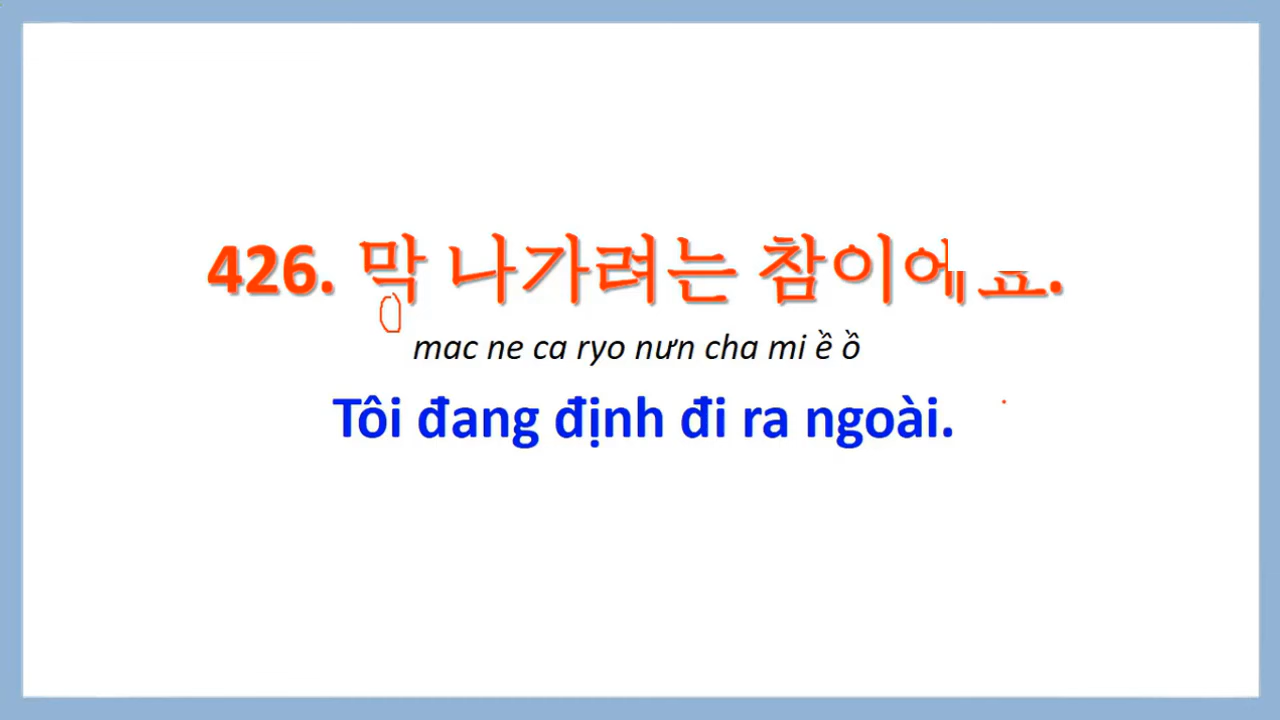 426. 막 나가려는 참이에요.
mac ne ca ryo nưn cha mi ề ồ
Tôi đang định đi ra ngoài.